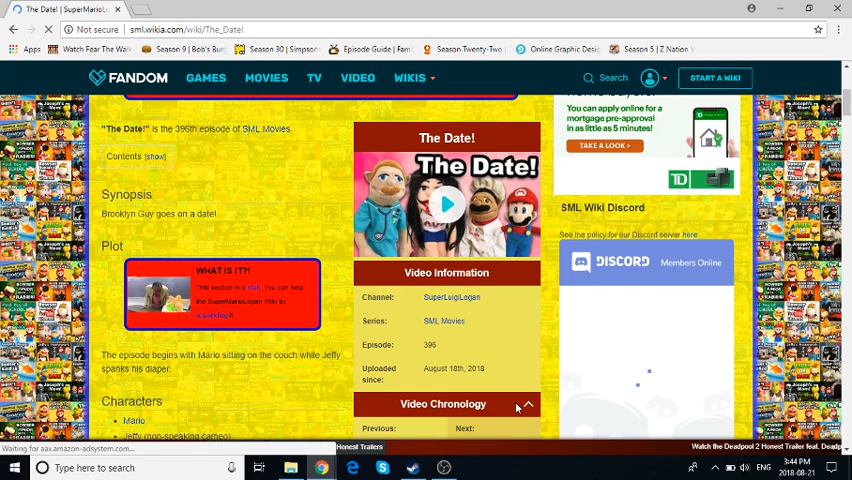 The Date! | SuperMarioLo
Not secure | sml.wikia.com/wiki/The_Date!
Apps Watch Fear The Walk Season 9 | Bob's Burg Season 30 | Simpson Episode Guide | Fam Season Twenty-Two | Online Graphic Desig Season 5 | Z Nation
FANDOM GAMES MOVIES TV VIDEO WIKIS Search START A WIKI
"The Date!" is the 396th episode of SML Movies.
Contents [show]
Synopsis
Brooklyn Guy goes on a date!
Plot
WHAT IS IT?!
This section is a stub. You can help
the SuperMarioLogan Wiki by
expanding it
The episode begins with Mario sitting on the couch while Jeffy
spanks his diaper.
Characters
Mario
Jeffy (non-speaking cameo)
The Date!
The Date!
Video Information
Channel: SuperLuigiLogan
Series: SML Movies
Episode: 396
Uploaded since: August 18th, 2018
Video Chronology
Previous: Next:
You can apply online for a
mortgage pre-approval
in as little as 5 minutes!
TAKE A LOOK >
TD
SML Wiki Discord
See the policy for our Discord server here
DISCORD Members Online
Waiting for aax.amazon-adsystem.com...
Honest Trailers
Watch the Deadpool 2 Honest Trailer feat. Deadp
Type here to search
ENG
3:44 PM
2018-08-21